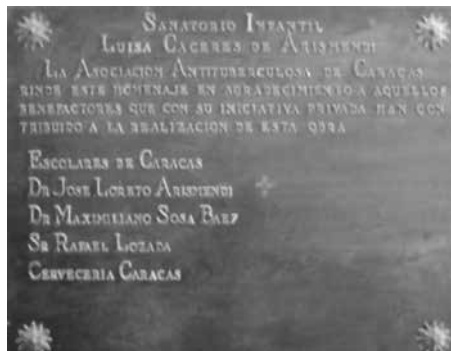 Sanatorio Infantil
Luisa Caceres de Arismendi
La Asociacion Antituberculosa de Caracas
rinde este homenaje en agradecimiento a aquellos
benefactores que con su iniciativa privada han con
tribuido a la realizacion de esta obra
Escolares de Caracas
Dr Jose Loreto Arismendi
Dr Maximiliano Sosa Baez
Sr Rafael Lozada
Cerveceria Caracas